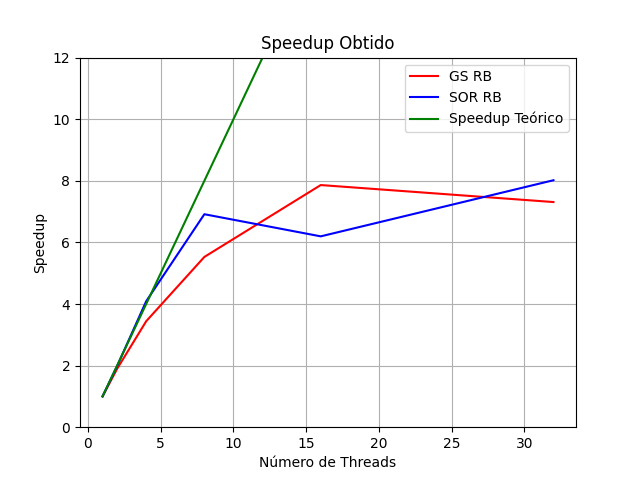 Speedup Obtido
GS RB
SOR RB
Speedup Teórico
Speedup
12
10
8
6
4
2
0
0 5 10 15 20 25 30
Número de Threads